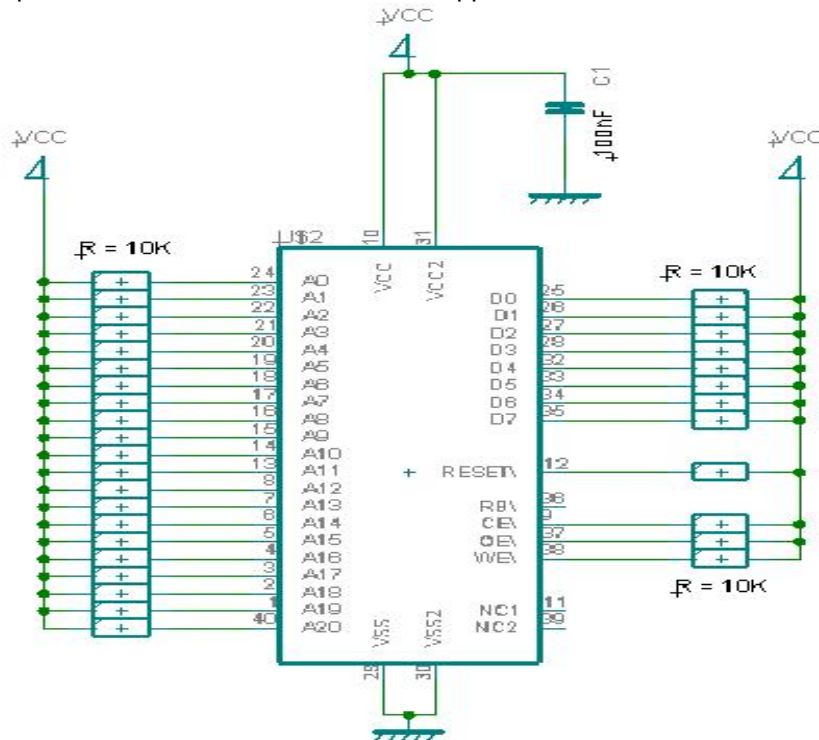 VCC
C1
100nF
VCC
VCC
U$2
10
31
R = 10K
R = 10K
VCC
VCC2
24 A0
23 A1
22 A2
21 A3
20 A4
19 A5
18 A6
17 A7
16 A8
15 A9
14 A10
13 A11
8 A12
7 A13
6 A14
5 A15
4 A16
3 A17
2 A18
1 A19
40 A20
D0 25
D1 26
D2 27
D3 28
D4 32
D5 33
D6 34
D7 35
RESET\ 12
RB\ 36
CE\ 9
OE\ 37
WE\ 38
R = 10K
NC1 11
NC2 39
VSS
VSS2
29
30